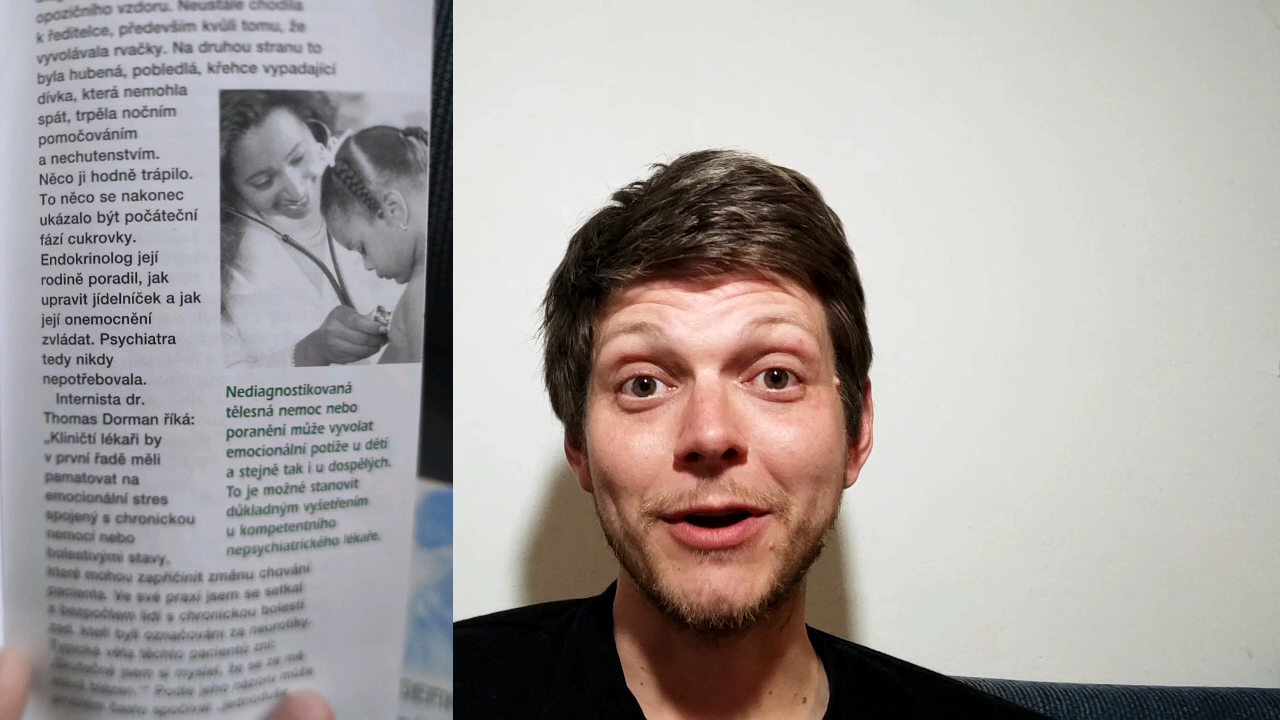 opozičního vzdoru. Neustále chodila
k ředitelce, především kvůli tomu, že
vyvolávala rvačky. Na druhou stranu to
byla hubená, pobledlá, křehce vypadající
dívka, která nemohla
spát, trpěla nočním
pomočováním
a nechutenstvím.
Něco ji hodně trápilo.
To něco se nakonec
ukázalo být počáteční
fází cukrovky.
Endokrinolog její
rodině poradil, jak
upravit jídelníček a jak
její onemocnění
zvládat. Psychiatra
tedy nikdy
nepotřebovala.
Internista dr.
Thomas Dorman říká:
„Kliničtí lékaři by
v první řadě měli
pamatovat na
emocionální stres
spojený s chronickou
nemocí nebo
bolestivými stavy,
které mohou zapříčinit změnu chování
pacienta. Ve své praxi jsem se setkal
s bezpočtem lidí s chronickou bolestí
zad, kteří byli označováni za neurotiky.
Typická věta těchto pacientů zní:
Nediagnostikovaná
tělesná nemoc nebo
poranění může vyvolat
emocionální potíže u dětí
a stejně tak i u dospělých.
To je možné stanovit
důkladným vyšetřením
u kompetentního
nepsychiatrického lékaře.